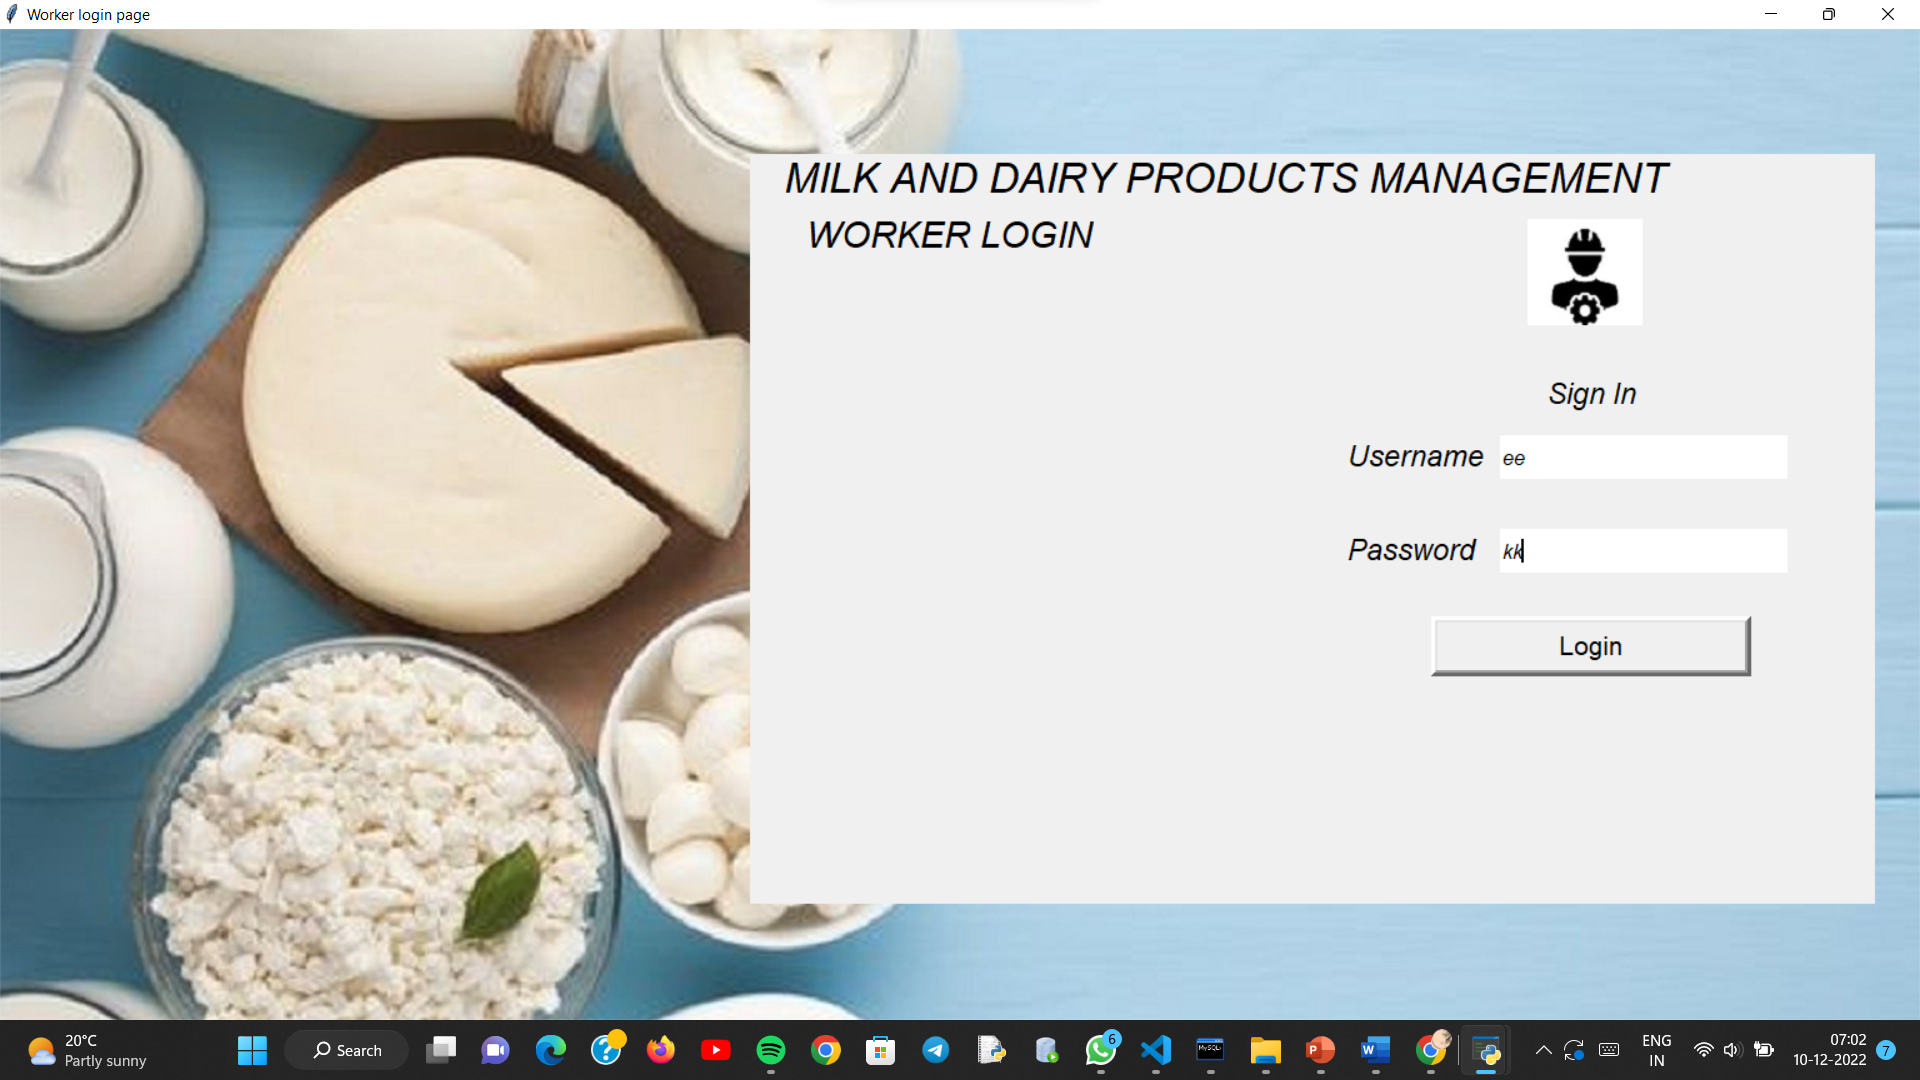 Worker login page
MILK AND DAIRY PRODUCTS MANAGEMENT
WORKER LOGIN
Sign In
Username ee
Password kk
Login
20°C
Partly sunny
Search
6
MySQL
ENG
IN
07:02
10-12-2022
7